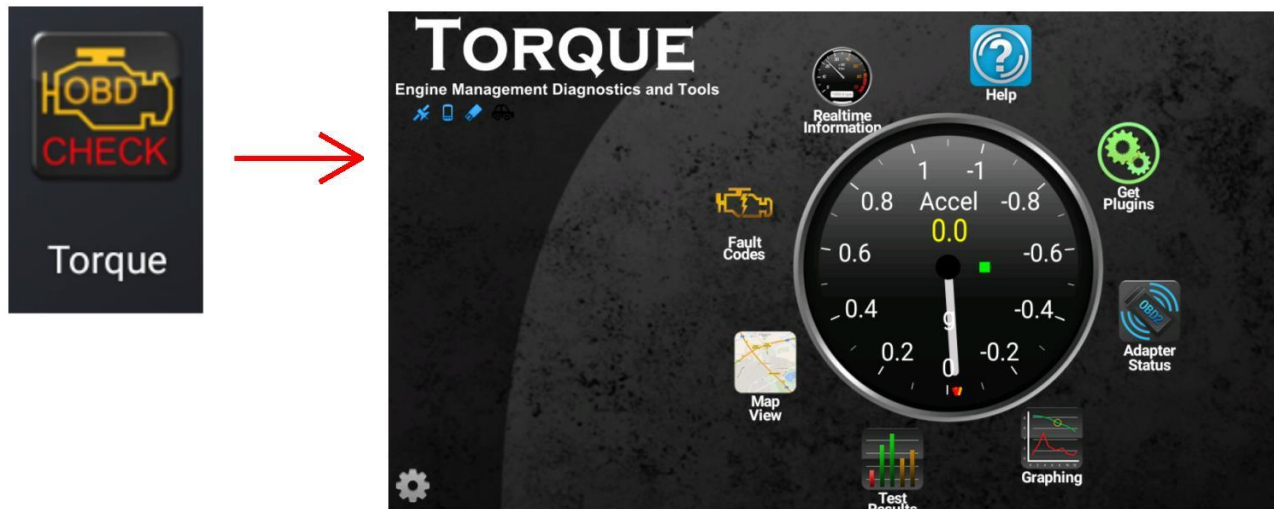 OBD
CHECK
Torque
TORQUE
Engine Management Diagnostics and Tools
Realtime
Information
Help
Get
Plugins
Fault
Codes
1
-1
0.8
Accel
-0.8
0.0
0.6
-0.6
0.4
g
-0.4
0.2
0
-0.2
OBD2
Adapter
Status
Map
View
Graphing
Test
Results